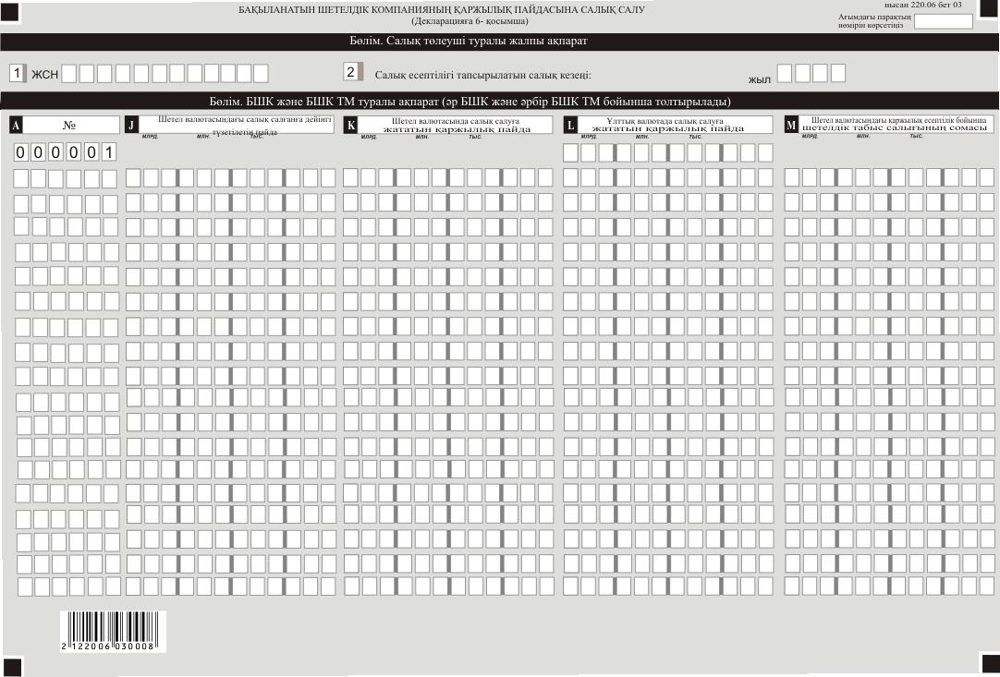 БАҚЫЛАНАТЫН ШЕТЕЛДІК КОМПАНИЯНЫҢ ҚАРЖЫЛЫҚ ПАЙДАСЫНА САЛЫҚ САЛУ
(Декларацияға 6- қосымша)
нысан 220.06 бет 03
Ағымдағы парақтың
нөмірін көрсетіңіз
Бөлім. Салық төлеуші туралы жалпы ақпарат
1 ЖСН
2 Салық есептілігі тапсырылатын салық кезеңі:
жыл
Бөлім. БШК және БШК ТМ туралы ақпарат (әр БШК және әрбір БШК ТМ бойынша толтырылады)
A №
J Шетел валютасындағы салық салғанға дейінгі
түзетілетін пайда
K Шетел валютасында салық салуға
жататын қаржылық пайда
L Ұлттық валютада салық салуға
жататын қаржылық пайда
M Шетел валютасындағы қаржылық есептілік бойынша
шетелдік табыс салығының сомасы
МЛРД. МЛН. ТЫС. МЛРД. МЛН. ТЫС. МЛРД. МЛН. ТЫС. МЛРД. МЛН. ТЫС.
000001
2122006030008